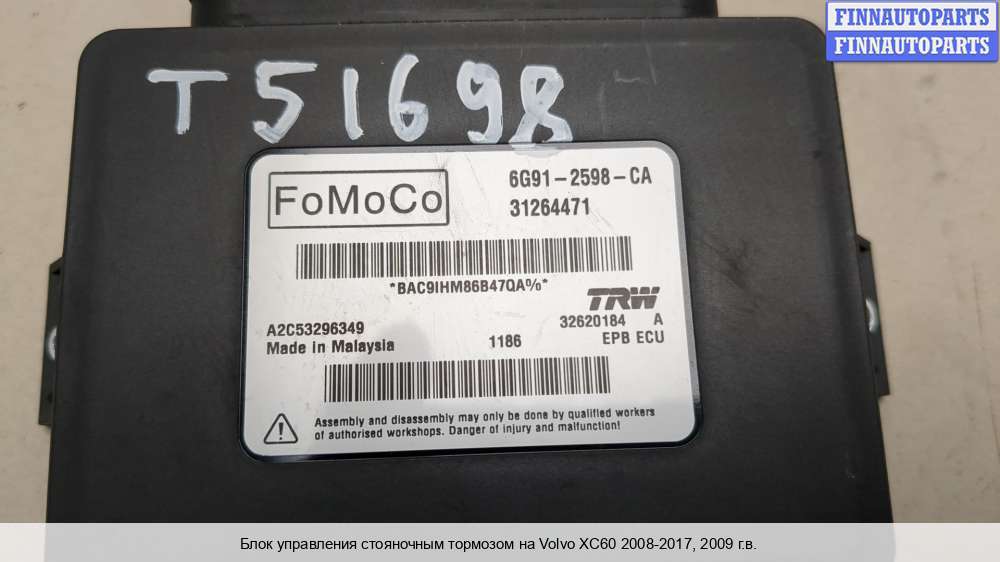 FINNAUTOPARTS
FINNAUTOPARTS
T51698
FoMoCo
6G91-2598-CA
31264471
*BAC9IHM86B47QA%*
TRW
A2C53296349
32620184 A
Made in Malaysia
1186
EPB ECU
Assembly and disassembly may only be done by qualified workers
of authorised workshops. Danger of injury and malfunction!
Блок управления стояночным тормозом на Volvo XC60 2008-2017, 2009 г.в.